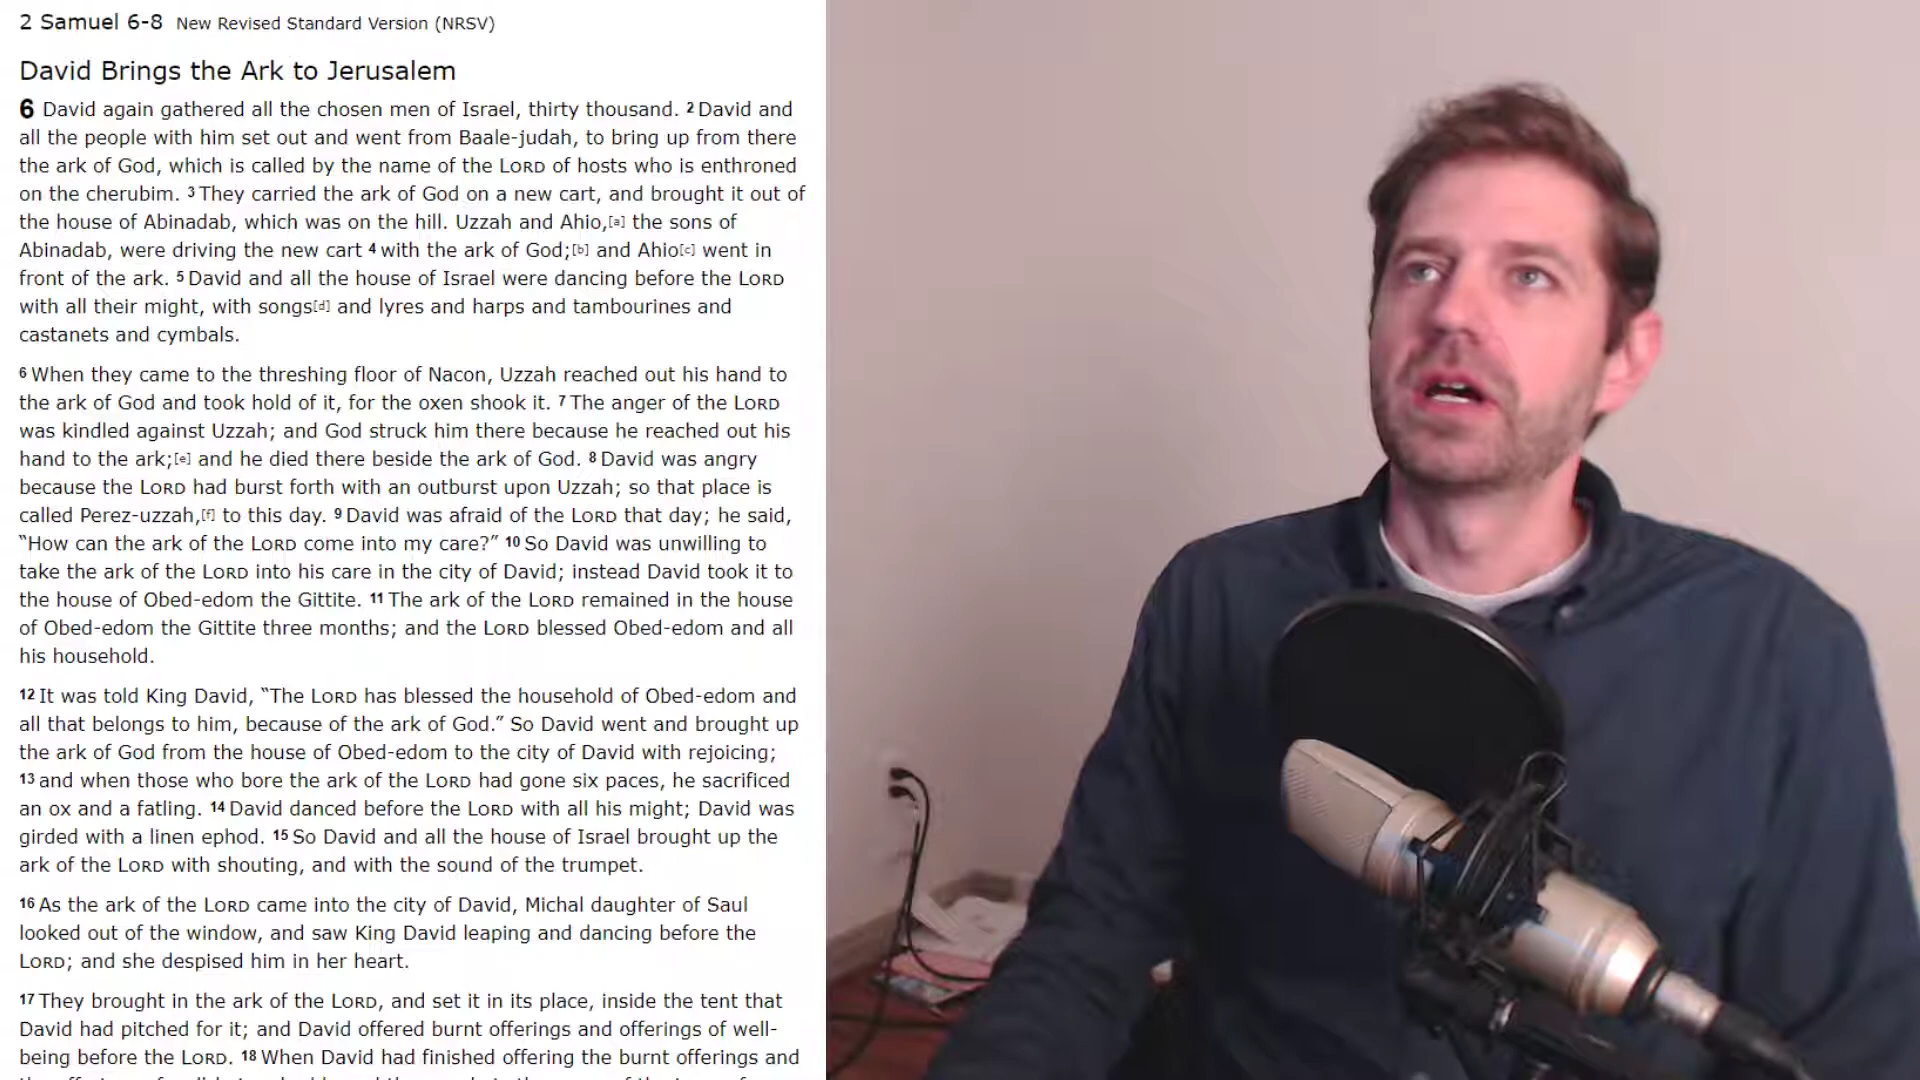 2 Samuel 6-8 New Revised Standard Version (NRSV)
David Brings the Ark to Jerusalem
6 David again gathered all the chosen men of Israel, thirty thousand. 2 David and
all the people with him set out and went from Baale-judah, to bring up from there
the ark of God, which is called by the name of the LORD of hosts who is enthroned
on the cherubim. 3 They carried the ark of God on a new cart, and brought it out of
the house of Abinadab, which was on the hill. Uzzah and Ahio,[a] the sons of
Abinadab, were driving the new cart 4 with the ark of God;[b] and Ahio[c] went in
front of the ark. 5 David and all the house of Israel were dancing before the LORD
with all their might, with songs[d] and lyres and harps and tambourines and
castanets and cymbals.
6 When they came to the threshing floor of Nacon, Uzzah reached out his hand to
the ark of God and took hold of it, for the oxen shook it. 7 The anger of the LORD
was kindled against Uzzah; and God struck him there because he reached out his
hand to the ark;[e] and he died there beside the ark of God. 8 David was angry
because the LORD had burst forth with an outburst upon Uzzah; so that place is
called Perez-uzzah,[f] to this day. 9 David was afraid of the LORD that day; he said,
“How can the ark of the LORD come into my care?” 10 So David was unwilling to
take the ark of the LORD into his care in the city of David; instead David took it to
the house of Obed-edom the Gittite. 11 The ark of the LORD remained in the house
of Obed-edom the Gittite three months; and the LORD blessed Obed-edom and all
his household.
12 It was told King David, “The LORD has blessed the household of Obed-edom and
all that belongs to him, because of the ark of God.” So David went and brought up
the ark of God from the house of Obed-edom to the city of David with rejoicing;
13 and when those who bore the ark of the LORD had gone six paces, he sacrificed
an ox and a fatling. 14 David danced before the LORD with all his might; David was
girded with a linen ephod. 15 So David and all the house of Israel brought up the
ark of the LORD with shouting, and with the sound of the trumpet.
16 As the ark of the LORD came into the city of David, Michal daughter of Saul
looked out of the window, and saw King David leaping and dancing before the
LORD; and she despised him in her heart.
17 They brought in the ark of the LORD, and set it in its place, inside the tent that
David had pitched for it; and David offered burnt offerings and offerings of well-
being before the LORD. 18 When David had finished offering the burnt offerings and